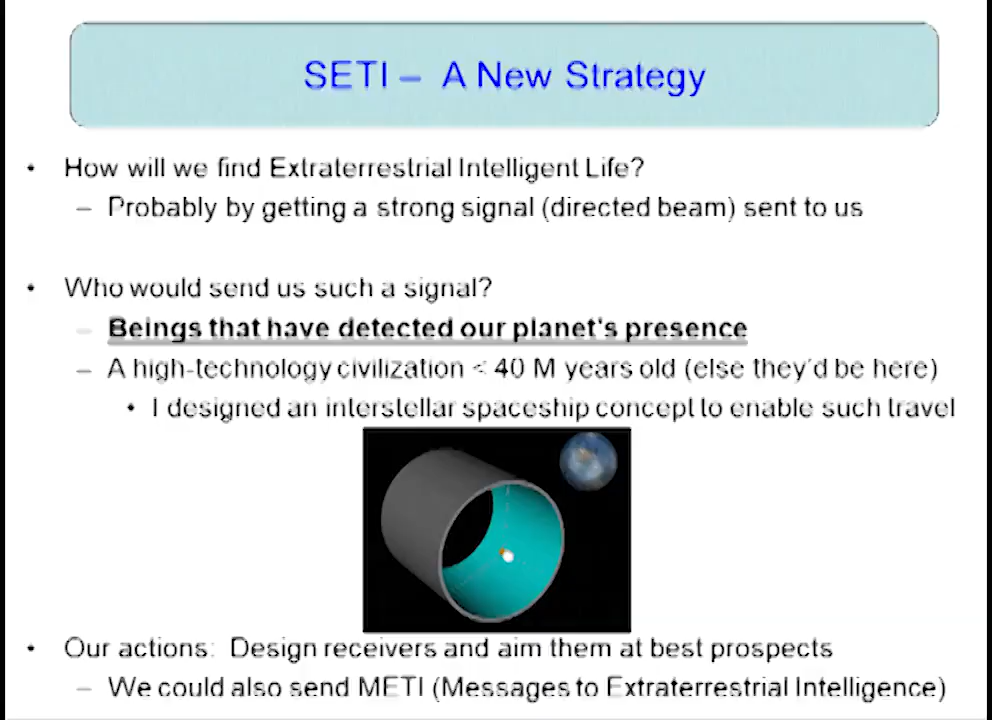 SETI – A New Strategy
• How will we find Extraterrestrial Intelligent Life?
– Probably by getting a strong signal (directed beam) sent to us
• Who would send us such a signal?
– Beings that have detected our planet's presence
– A high-technology civilization < 40 M years old (else they'd be here)
• I designed an interstellar spaceship concept to enable such travel
• Our actions: Design receivers and aim them at best prospects
– We could also send METI (Messages to Extraterrestrial Intelligence)